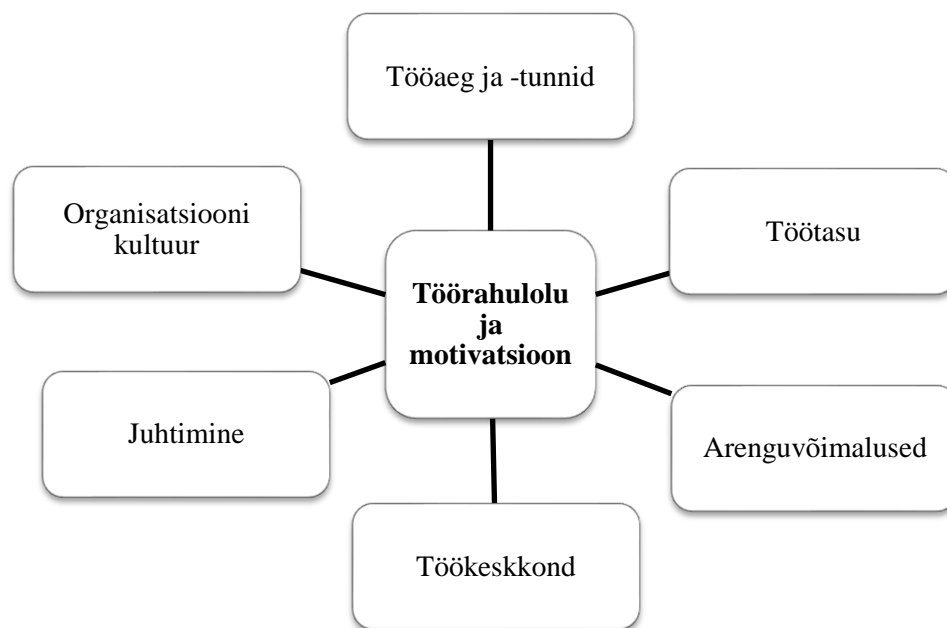 Tööaeg ja -tunnid
Organisatsiooni
kultuur
Töötasu
Töörahulolu
ja
motivatsioon
Juhtimine
Arenguvõimalused
Töökeskkond